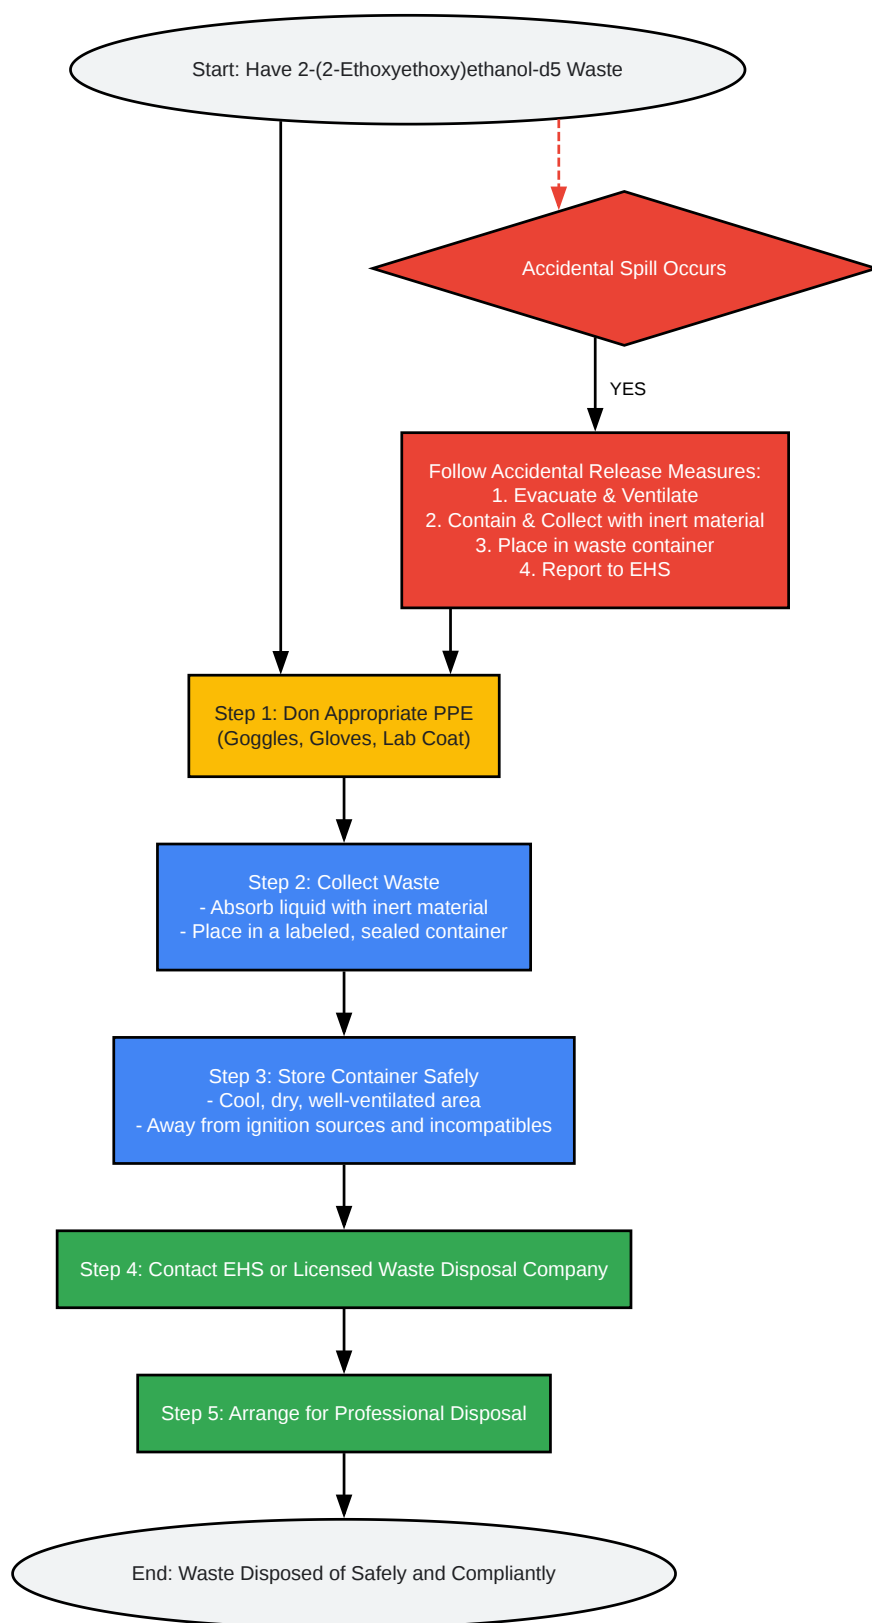 Start: Have 2-(2-Ethoxyethoxy)ethanol-d5 Waste
Accidental Spill Occurs
YES
Follow Accidental Release Measures:
1. Evacuate & Ventilate
2. Contain & Collect with inert material
3. Place in waste container
4. Report to EHS
Step 1: Don Appropriate PPE
(Goggles, Gloves, Lab Coat)
Step 2: Collect Waste
- Absorb liquid with inert material
- Place in a labeled, sealed container
Step 3: Store Container Safely
- Cool, dry, well-ventilated area
- Away from ignition sources and incompatibles
Step 4: Contact EHS or Licensed Waste Disposal Company
Step 5: Arrange for Professional Disposal
End: Waste Disposed of Safely and Compliantly